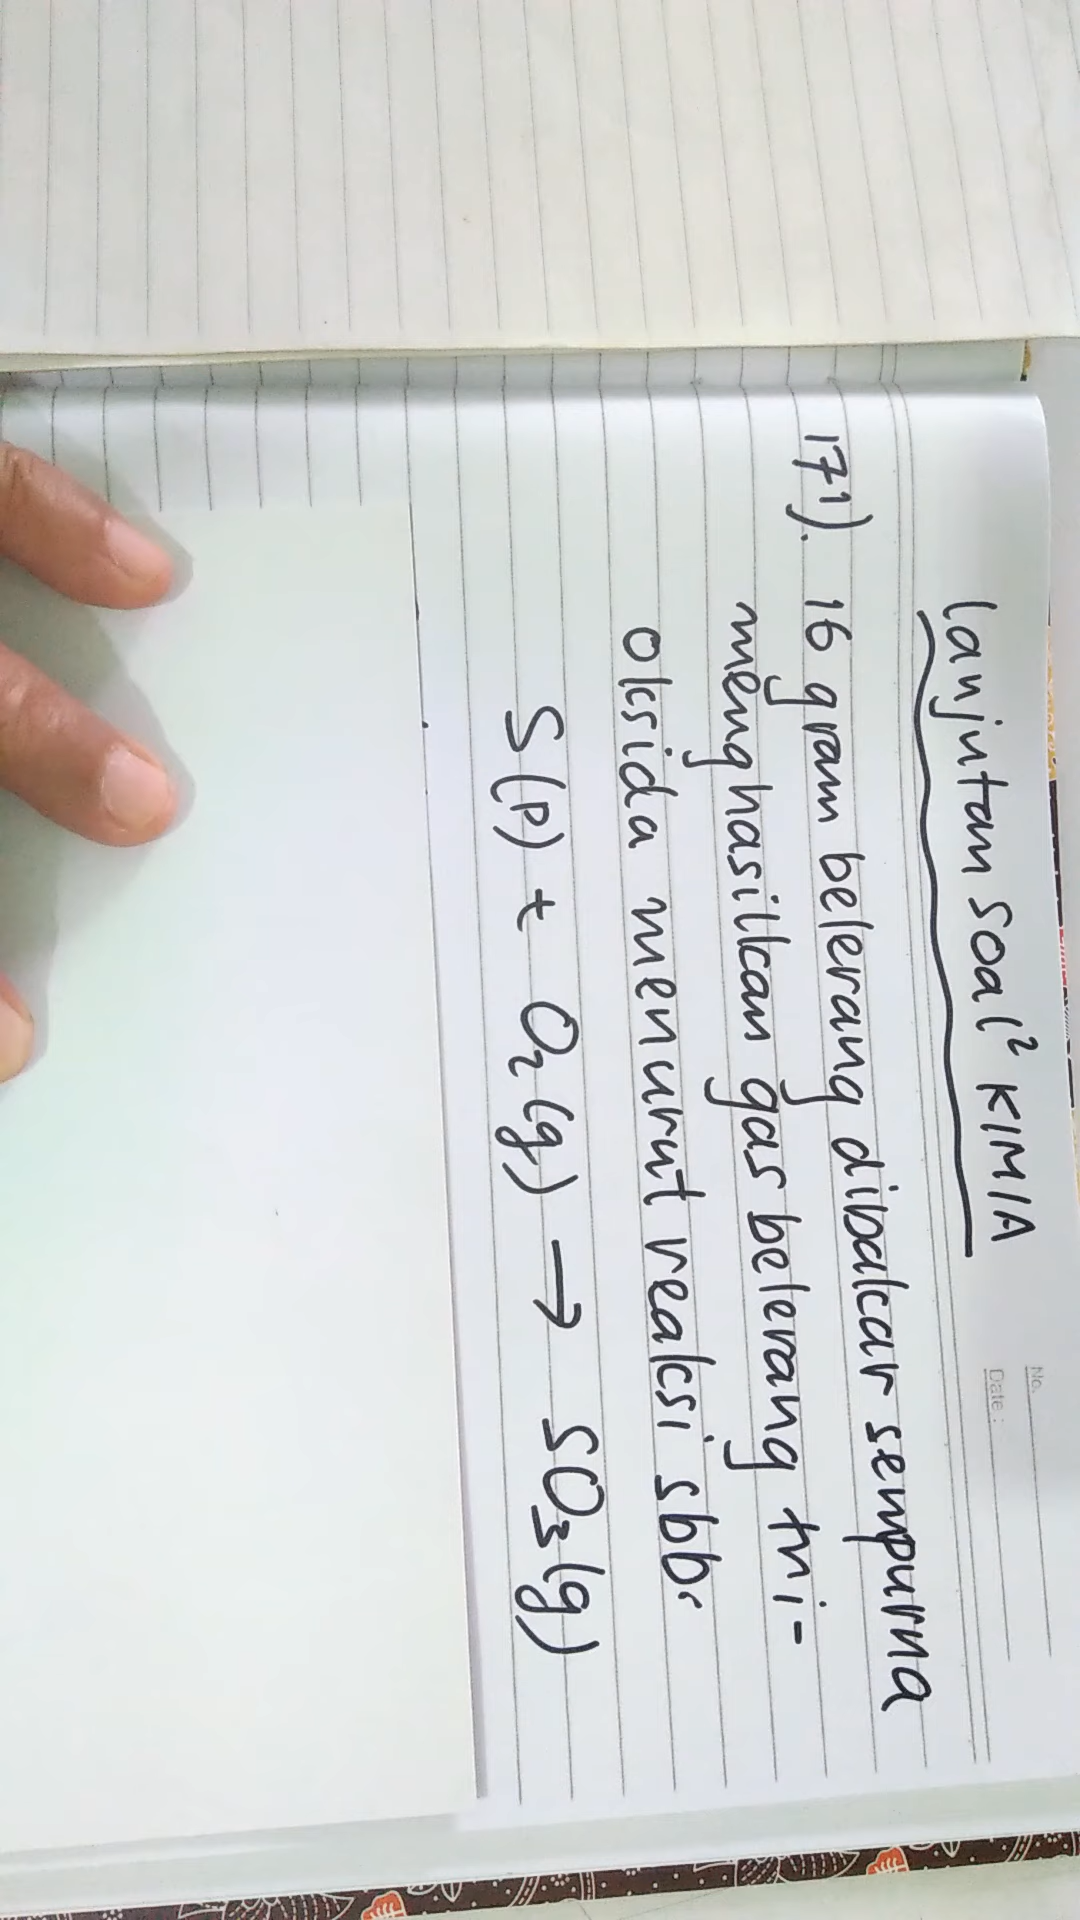 No.
Date :
lanjutan soal² KIMIA
171). 16 gram belerang dibakar sempurna
menghasilkan gas belerang tri-
oksida menurut reaksi sbb.
S(p) + O₂(g) → SO₃(g)